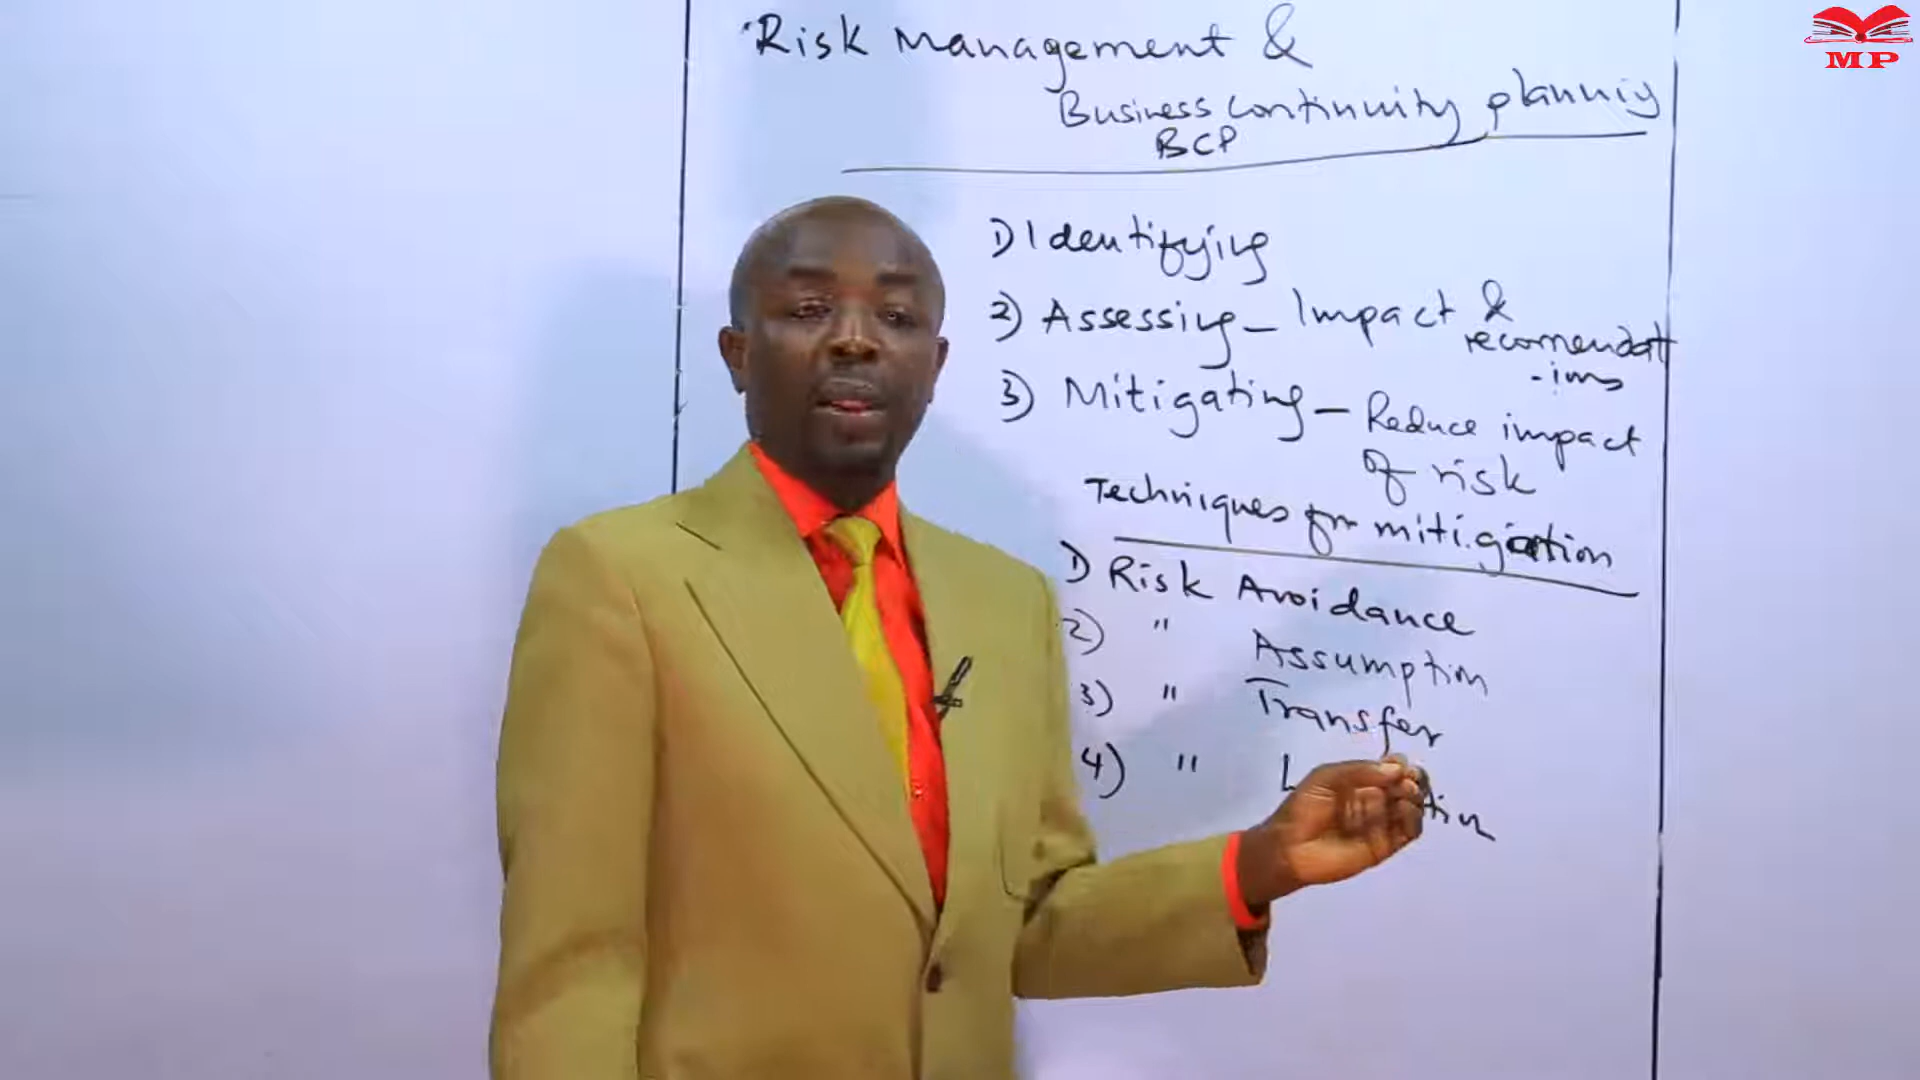 Risk Management &
Business continuity planning
BCP
1) Identifying
2) Assessing - Impact &
recomendat
-ions
3) Mitigating - Reduce impact
of risk
Techniques for mitigation
1) Risk Avoidance
2) " Assumption
3) " Transfer
4) "
MP